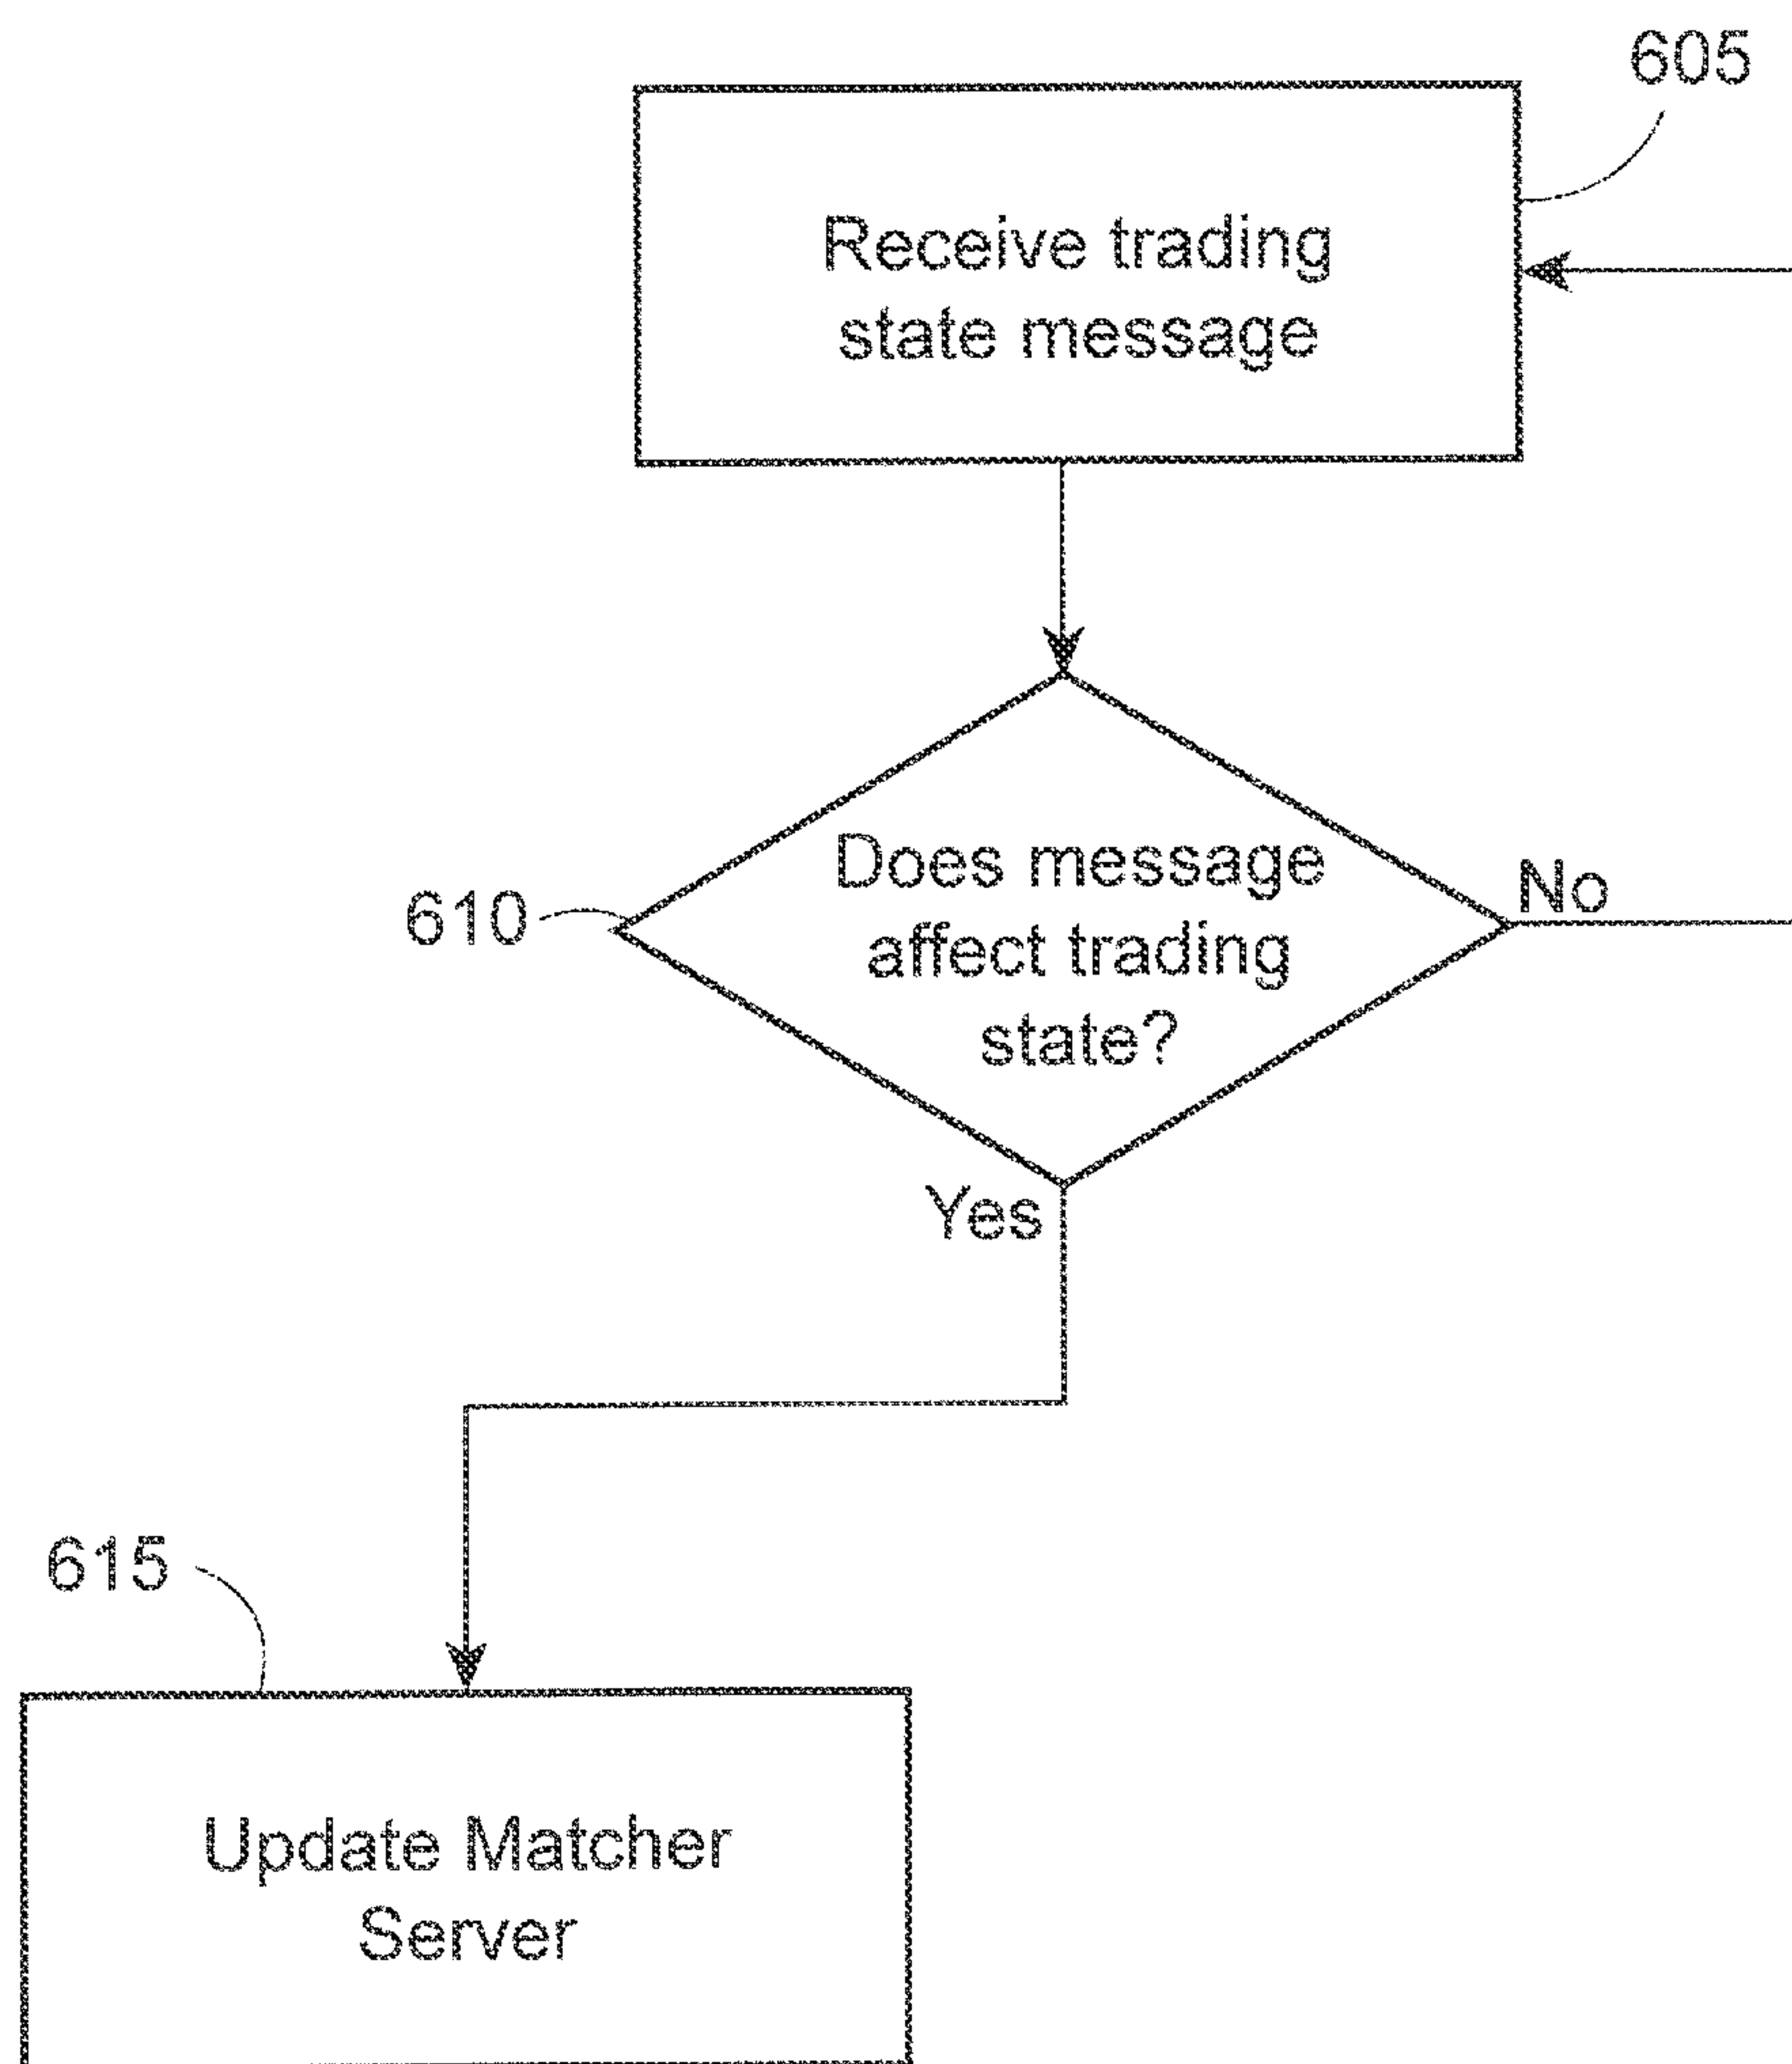 605
Receive trading
state message
Does message
affect trading
state?
610
No
Yes
615
Update Matcher
Server